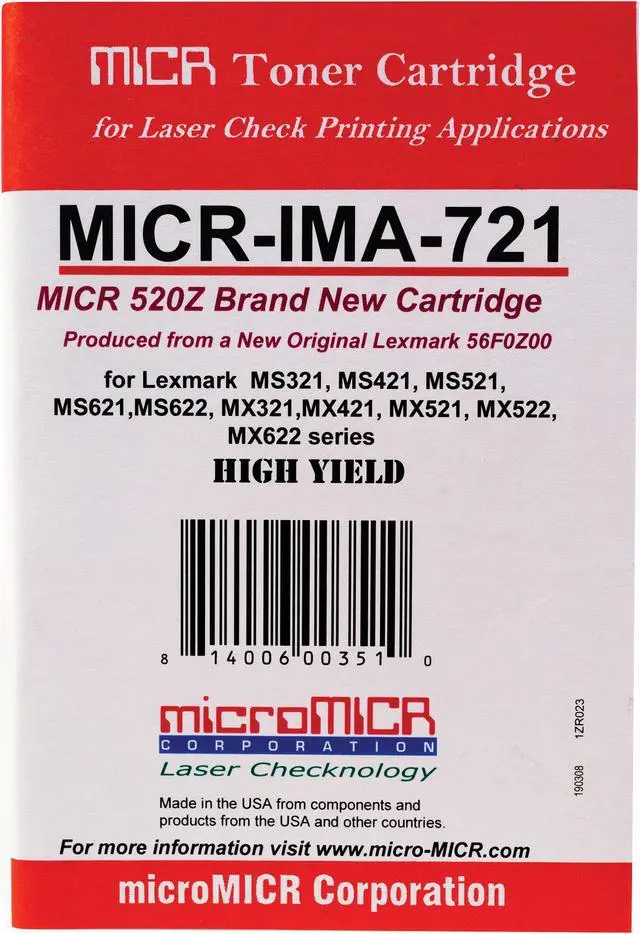 MICR Toner Cartridge
for Laser Check Printing Applications
MICR-IMA-721
MICR 520Z Brand New Cartridge
Produced from a New Original Lexmark 56F0Z00
for Lexmark MS321, MS421, MS521,
MS621,MS622, MX321,MX421, MX521, MX522,
MX622 series
HIGH YIELD
8 14006 00351 0
microMICR
CORPORATION
Laser Checknology
190308 1ZR023
Made in the USA from components and
products from the USA and other countries.
For more information visit www.micro-MICR.com
microMICR Corporation